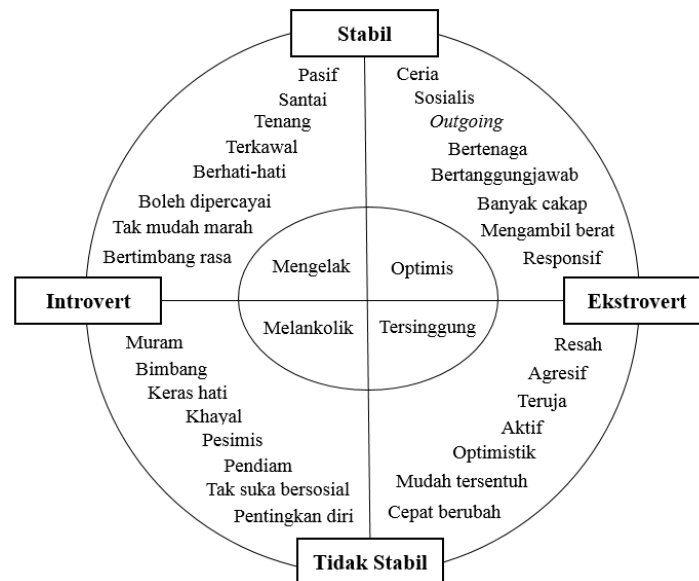 Stabil
Pasif
Santai
Tenang
Terkawal
Berhati-hati
Boleh dipercayai
Tak mudah marah
Bertimbang rasa
Ceria
Sosialis
Outgoing
Bertenaga
Bertanggungjawab
Banyak cakap
Mengambil berat
Responsif
Mengelak
Optimis
Introvert
Ekstrovert
Melankolik
Tersinggung
Muram
Bimbang
Keras hati
Khayal
Pesimis
Pendiam
Tak suka bersosial
Pentingkan diri
Resah
Agresif
Teruja
Aktif
Optimistik
Mudah tersentuh
Cepat berubah
Tidak Stabil